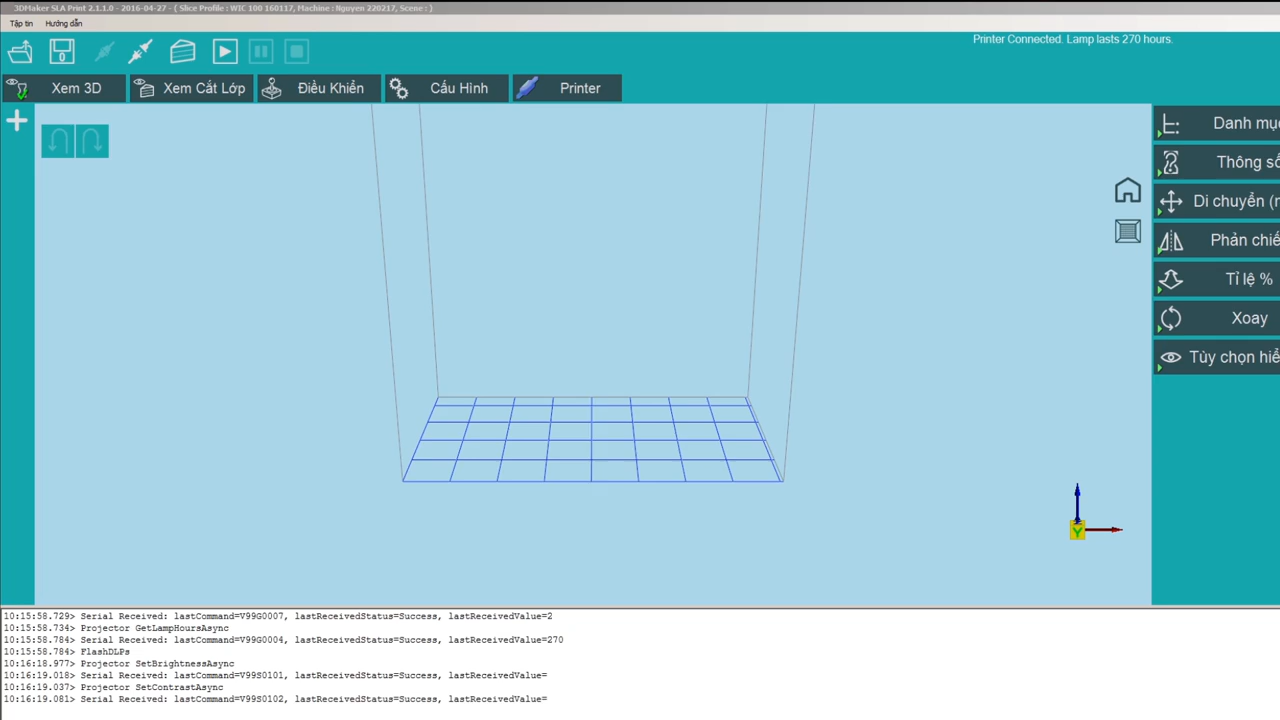 3DMaker SLA Print 2.1.1.0 - 2016-04-27 - ( Slice Profile : WIC 100 160117, Machine : Nguyen 220217, Scene : )
Tập tin Hướng dẫn
Printer Connected. Lamp lasts 270 hours.
Xem 3D Xem Cắt Lớp Điều Khiển Cấu Hình Printer
Danh mụ
Thông số
Di chuyển (
Phản chiế
Tỉ lệ %
Xoay
Tùy chọn hiể
Y
10:15:58.729> Serial Received: lastCommand=V99G0007, lastReceivedStatus=Success, lastReceivedValue=2
10:15:58.734> Projector GetLampHoursAsync
10:15:58.784> Serial Received: lastCommand=V99G0004, lastReceivedStatus=Success, lastReceivedValue=270
10:15:58.784> FlashDLPs
10:16:18.977> Projector SetBrightnessAsync
10:16:19.018> Serial Received: lastCommand=V99S0101, lastReceivedStatus=Success, lastReceivedValue=
10:16:19.037> Projector SetContrastAsync
10:16:19.081> Serial Received: lastCommand=V99S0102, lastReceivedStatus=Success, lastReceivedValue=